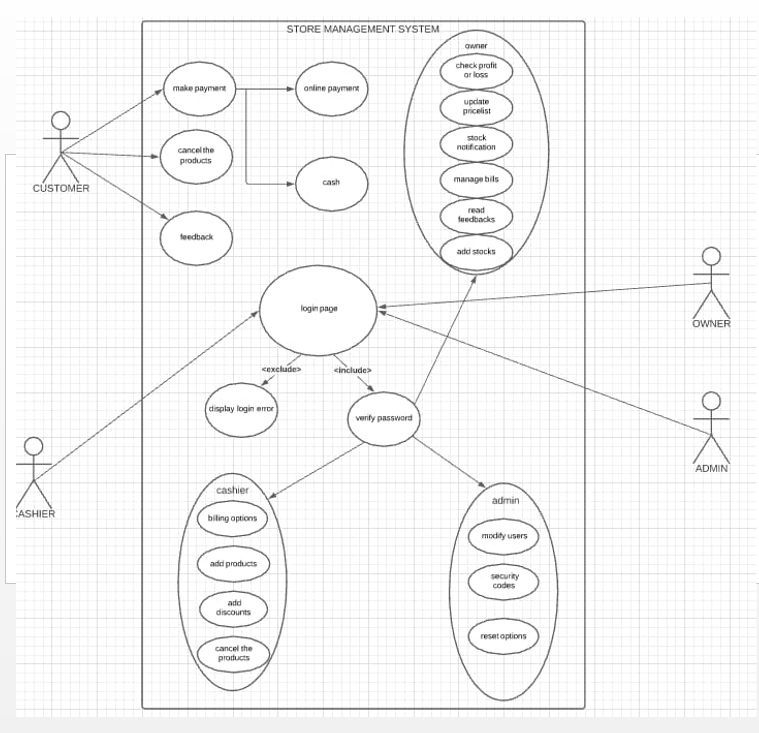 STORE MANAGEMENT SYSTEM
make payment
online payment
cancel the
products
cash
feedback
CUSTOMER
owner
check profit
or loss
update
pricelist
stock
notification
manage bills
read
feedbacks
add stocks
login page
OWNER
<exclude>
<include>
display login error
verify password
ADMIN
ASHIER
cashier
billing options
add products
add
discounts
cancel the
products
admin
modify users
security
codes
reset options